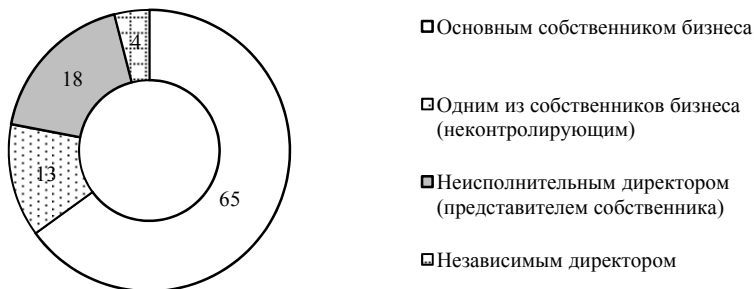 4
18
13
65
Основным собственником бизнеса
Одним из собственников бизнеса
(неконтролирующим)
Неисполнительным директором
(представителем собственника)
Независимым директором